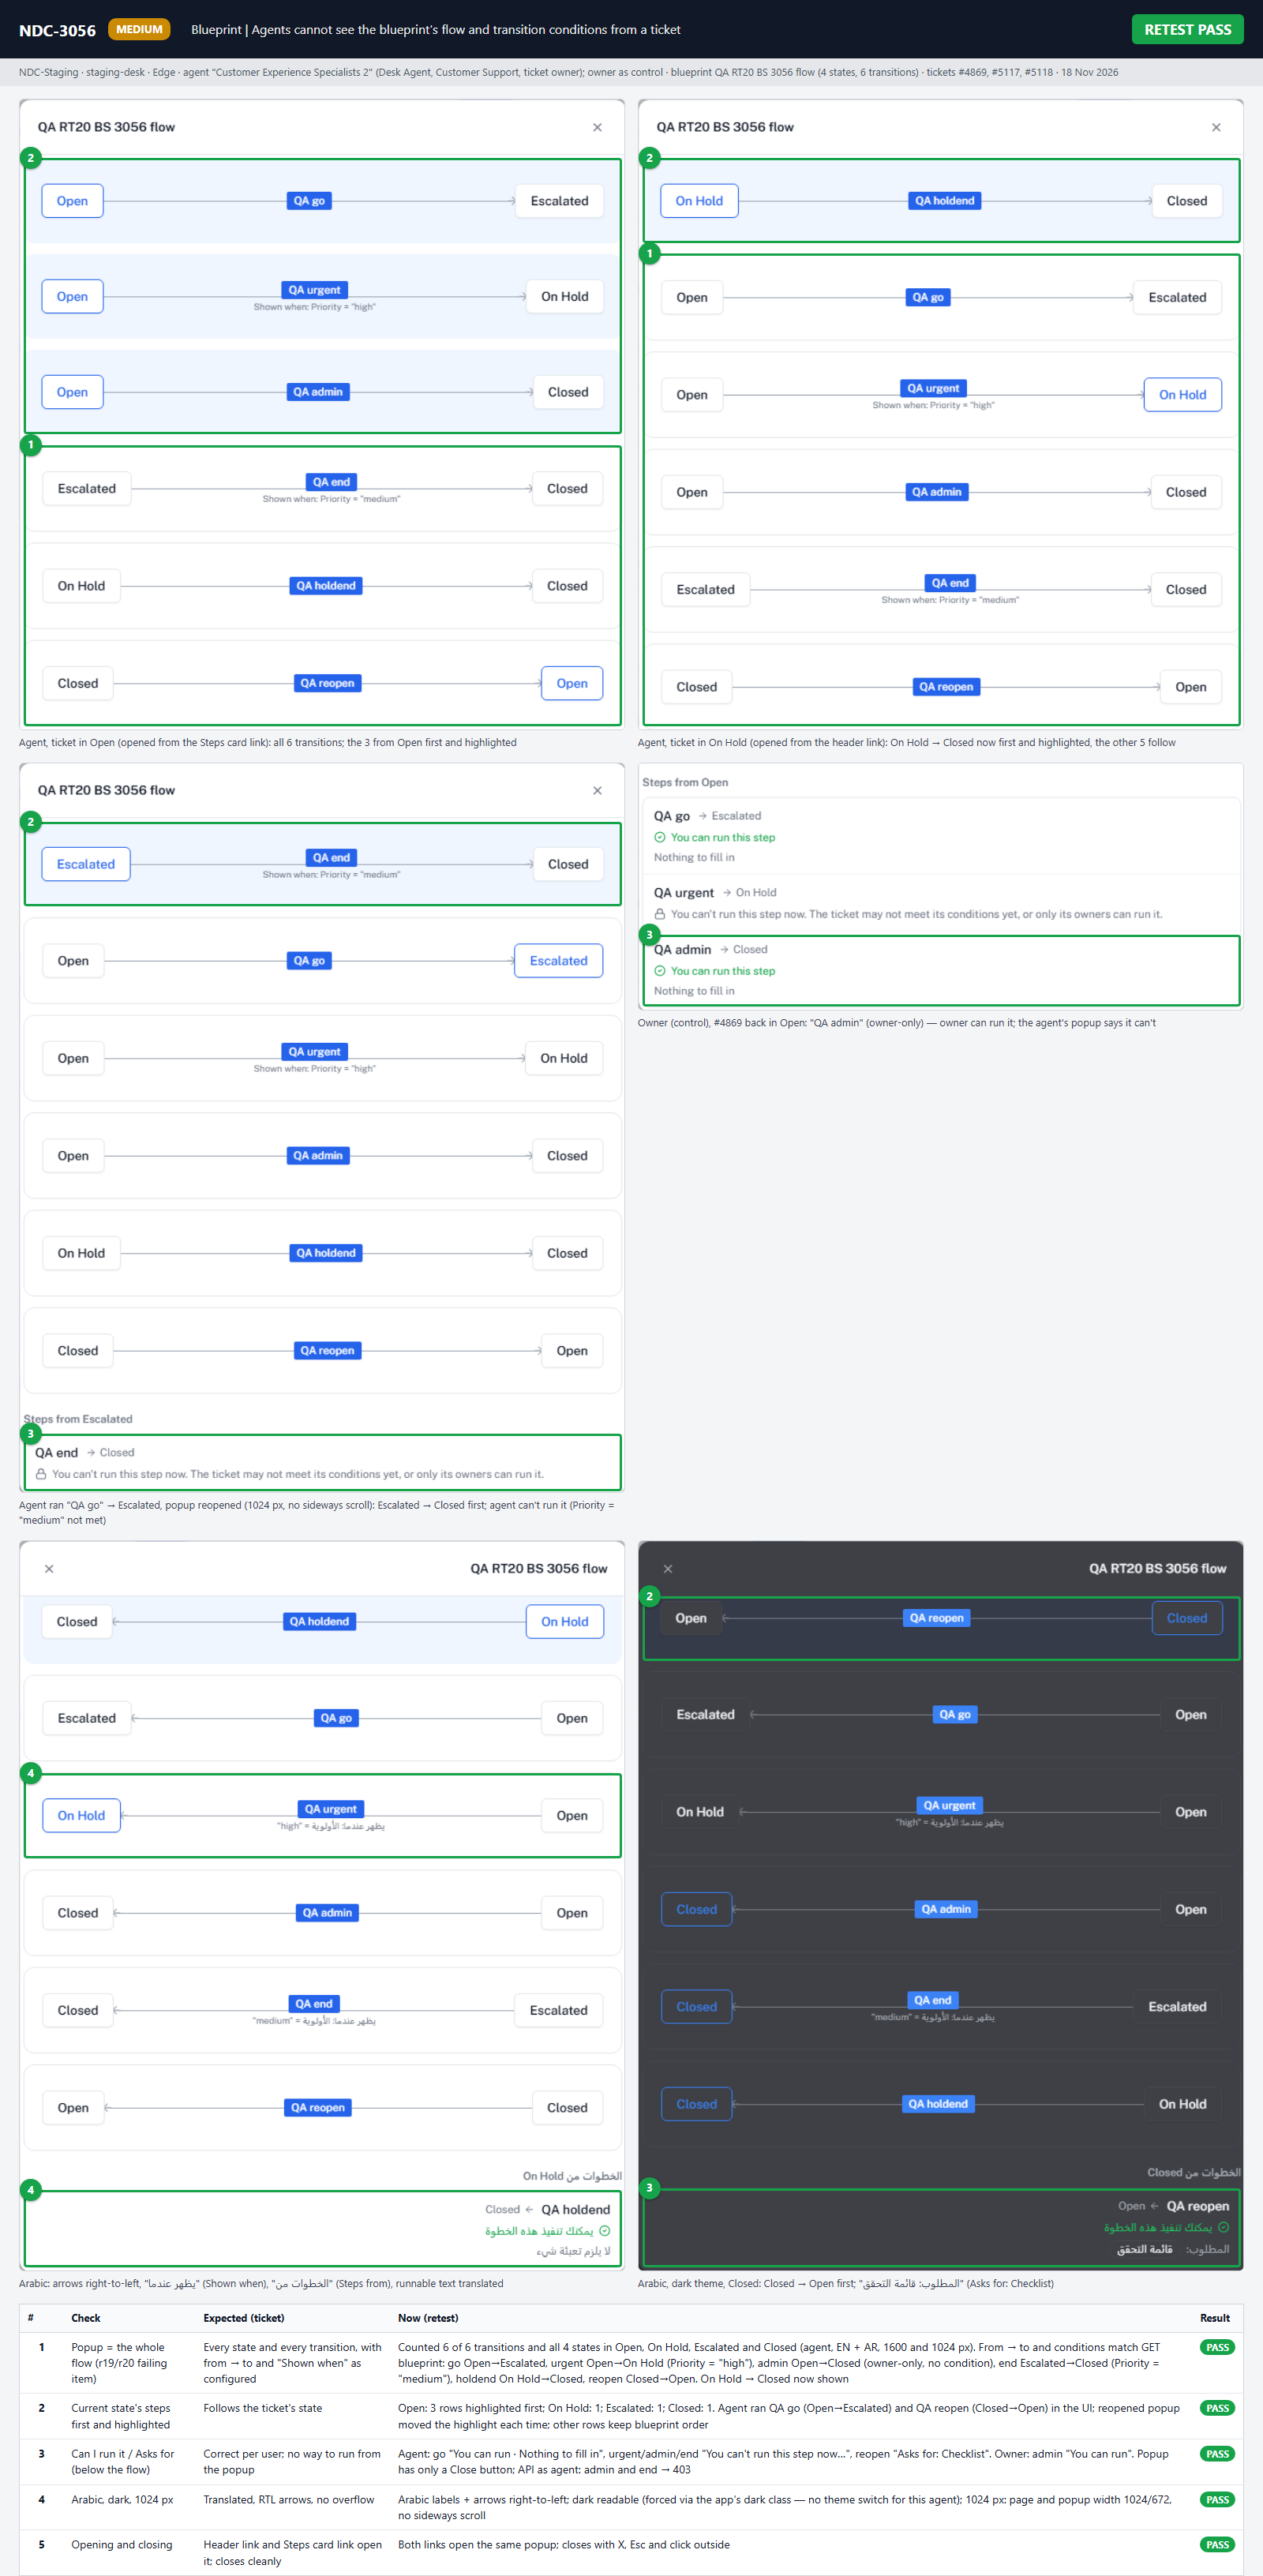 NDC-3056 MEDIUM Blueprint | Agents cannot see the blueprint's flow and transition conditions from a ticket RETEST PASS
NDC-Staging · staging-desk · Edge · agent "Customer Experience Specialists 2" (Desk Agent, Customer Support, ticket owner); owner as control · blueprint QA RT20 BS 3056 flow (4 states, 6 transitions) · tickets #4869, #5117, #5118 · 18 Nov 2026
QA RT20 BS 3056 flow
2
Open QA go Escalated
Open QA urgent On Hold
Shown when: Priority = "high"
Open QA admin Closed
1
Escalated QA end Closed
Shown when: Priority = "medium"
On Hold QA holdend Closed
Closed QA reopen Open
Agent, ticket in Open (opened from the Steps card link): all 6 transitions; the 3 from Open first and highlighted
QA RT20 BS 3056 flow
2
On Hold QA holdend Closed
1
Open QA go Escalated
Open QA urgent On Hold
Shown when: Priority = "high"
Open QA admin Closed
Escalated QA end Closed
Shown when: Priority = "medium"
Closed QA reopen Open
Agent, ticket in On Hold (opened from the header link): On Hold → Closed now first and highlighted, the other 5 follow
QA RT20 BS 3056 flow
2
Escalated QA end Closed
Shown when: Priority = "medium"
Open QA go Escalated
Open QA urgent On Hold
Shown when: Priority = "high"
Open QA admin Closed
On Hold QA holdend Closed
Closed QA reopen Open
Steps from Escalated
3
QA end → Closed
You can't run this step now. The ticket may not meet its conditions yet, or only its owners can run it.
Agent ran "QA go" → Escalated, popup reopened (1024 px, no sideways scroll): Escalated → Closed first; agent can't run it (Priority =
"medium" not met)
Steps from Open
QA go → Escalated
You can run this step
Nothing to fill in
QA urgent → On Hold
You can't run this step now. The ticket may not meet its conditions yet, or only its owners can run it.
3
QA admin → Closed
You can run this step
Nothing to fill in
Owner (control), #4869 back in Open: "QA admin" (owner-only) — owner can run it; the agent's popup says it can't
QA RT20 BS 3056 flow
Closed QA holdend On Hold
Escalated QA go Open
4
On Hold QA urgent Open
يظهر عندما: الأولوية = "high"
Closed QA admin Open
Closed QA end Escalated
يظهر عندما: الأولوية = "medium"
Open QA reopen Closed
الخطوات من On Hold
4
QA holdend ← Closed
يمكنك تنفيذ هذه الخطوة
لا يلزم تعبئة شيء
Arabic: arrows right-to-left, "يظهر عندما" (Shown when), "الخطوات من" (Steps from), runnable text translated
QA RT20 BS 3056 flow
2
Open QA reopen Closed
Escalated QA go Open
On Hold QA urgent Open
يظهر عندما: الأولوية = "high"
Closed QA admin Open
Closed QA end Escalated
يظهر عندما: الأولوية = "medium"
Closed QA holdend On Hold
الخطوات من Closed
3
QA reopen ← Open
يمكنك تنفيذ هذه الخطوة
المطلوب: قائمة التحقق
Arabic, dark theme, Closed: Closed → Open first; "المطلوب: قائمة التحقق" (Asks for: Checklist)
# Check Expected (ticket) Now (retest) Result
1 Popup = the whole flow (r19/r20 failing item) Every state and every transition, with from → to and "Shown when" as configured Counted 6 of 6 transitions and all 4 states in Open, On Hold, Escalated and Closed (agent, EN + AR, 1600 and 1024 px). From → to and conditions match GET blueprint: go Open→Escalated, urgent Open→On Hold (Priority = "high"), admin Open→Closed (owner-only, no condition), end Escalated→Closed (Priority = "medium"), holdend On Hold→Closed, reopen Closed→Open. On Hold → Closed now shown PASS
2 Current state's steps first and highlighted Follows the ticket's state Open: 3 rows highlighted first; On Hold: 1; Escalated: 1; Closed: 1. Agent ran QA go (Open→Escalated) and QA reopen (Closed→Open) in the UI; reopened popup moved the highlight each time; other rows keep blueprint order PASS
3 Can I run it / Asks for (below the flow) Correct per user; no way to run from the popup Agent: go "You can run · Nothing to fill in", urgent/admin/end "You can't run this step now...", reopen "Asks for: Checklist". Owner: admin "You can run". Popup has only a Close button; API as agent: admin and end → 403 PASS
4 Arabic, dark, 1024 px Translated, RTL arrows, no overflow Arabic labels + arrows right-to-left; dark readable (forced via the app's dark class — no theme switch for this agent); 1024 px: page and popup width 1024/672, no sideways scroll PASS
5 Opening and closing Header link and Steps card link open it; closes cleanly Both links open the same popup; closes with X, Esc and click outside PASS